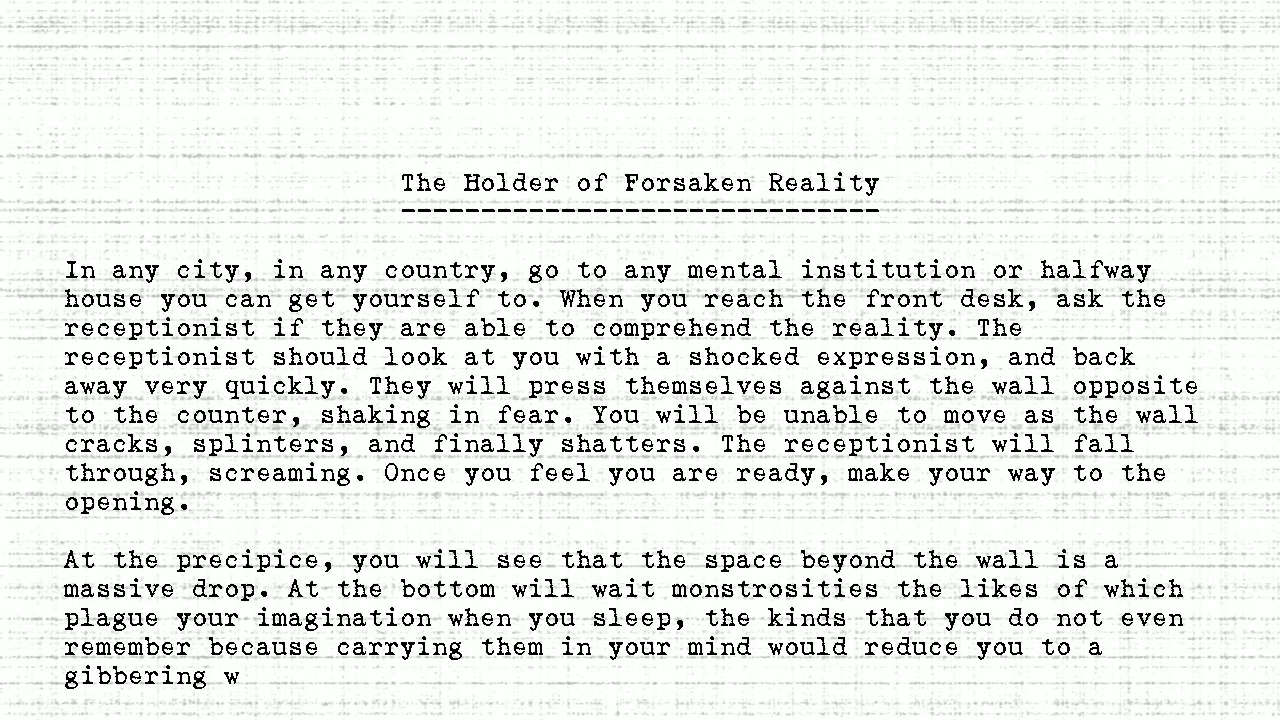 The Holder of Forsaken Reality
------------------------------
In any city, in any country, go to any mental institution or halfway
house you can get yourself to. When you reach the front desk, ask the
receptionist if they are able to comprehend the reality. The
receptionist should look at you with a shocked expression, and back
away very quickly. They will press themselves against the wall opposite
to the counter, shaking in fear. You will be unable to move as the wall
cracks, splinters, and finally shatters. The receptionist will fall
through, screaming. Once you feel you are ready, make your way to the
opening.
At the precipice, you will see that the space beyond the wall is a
massive drop. At the bottom will wait monstrosities the likes of which
plague your imagination when you sleep, the kinds that you do not even
remember because carrying them in your mind would reduce you to a
gibbering w